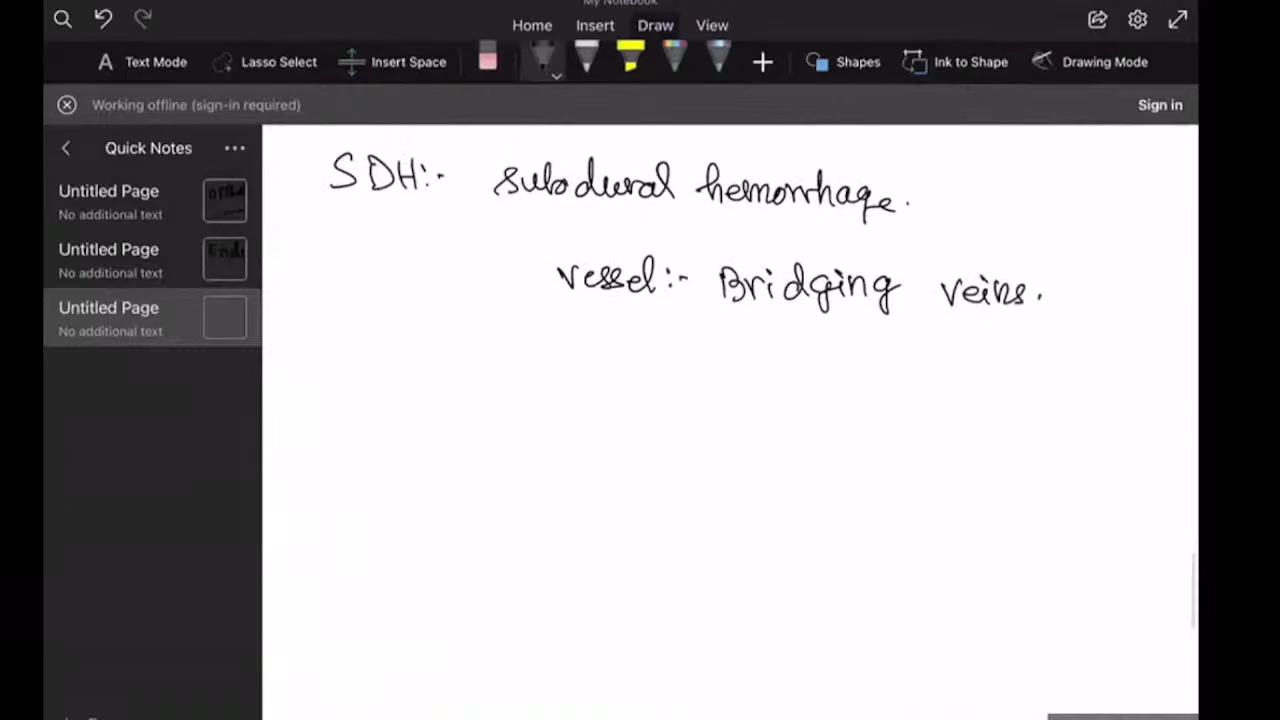 My Notebook
Home Insert Draw View
Text Mode Lasso Select Insert Space Shapes Ink to Shape Drawing Mode
Working offline (sign-in required) Sign in
Quick Notes
Untitled Page
No additional text
Untitled Page
No additional text
Untitled Page
No additional text
SDH:- subdural hemorrhage.
vessel:- Bridging veins.